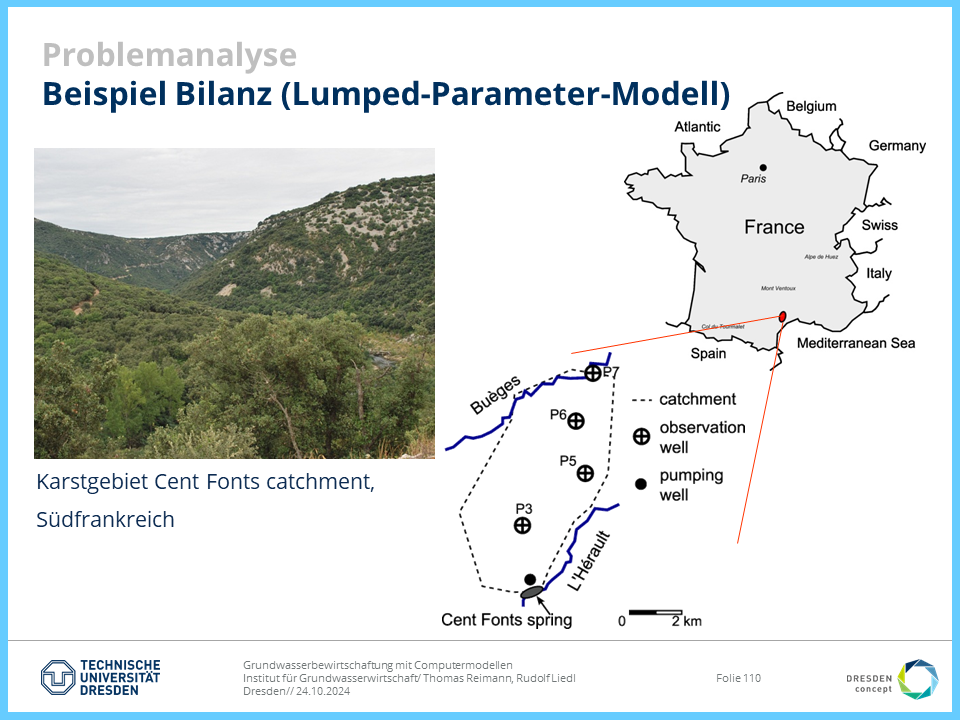 Problemanalyse
Beispiel Bilanz (Lumped-Parameter-Modell)
Belgium
Atlantic
Germany
Paris
France
Swiss
Alpe de Huez
Italy
Mont Ventoux
Col du Tourmalet
Mediterranean Sea
Spain
Buèges
P7
P6
P5
P3
L'Hérault
catchment
observation
well
pumping
well
Cent Fonts spring
0 2 km
Karstgebiet Cent Fonts catchment,
Südfrankreich
TECHNISCHE
UNIVERSITÄT
DRESDEN
Grundwasserbewirtschaftung mit Computermodellen
Institut für Grundwasserwirtschaft/ Thomas Reimann, Rudolf Liedl
Dresden// 24.10.2024
Folie 110
DRESDEN
concept